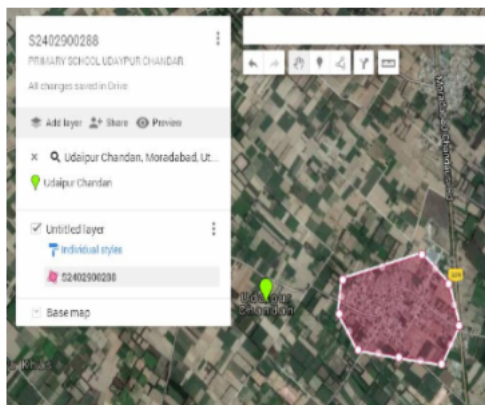 S2402900288
PRIMARY SCHOOL UDAYPUR CHANDAR
All changes saved in Drive
Add layer Share Preview
Udaipur Chandan, Moradabad, Ut...
Udaipur Chandan
Untitled layer
Individual styles
S2402900288
Base map
Udaipur
Chandan
Khas